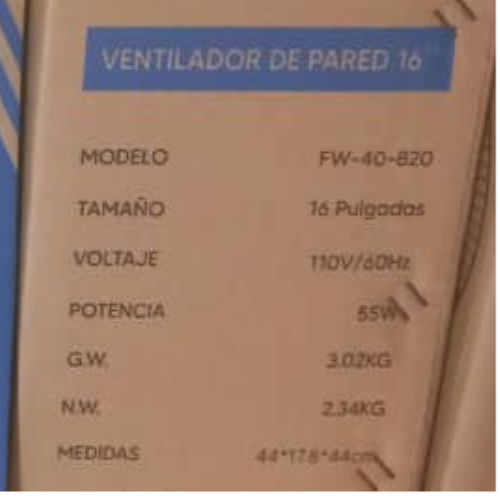 VENTILADOR DE PARED 16"
MODELO FW-40-820
TAMAÑO 16 Pulgadas
VOLTAJE 110V/60Hz
POTENCIA 55W
G.W. 3.02KG
N.W. 2.34KG
MEDIDAS 44*17.8*44cm